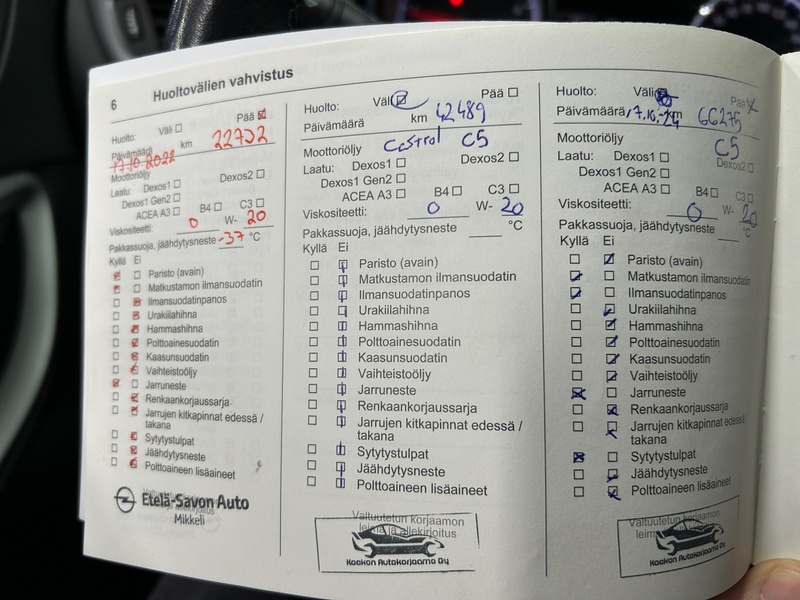 6 Huoltovälien vahvistus
Huolto: Väli Pää
Päivämäärä km
17.10.2022 22732
Moottoriöljy
Laatu: Dexos1 Dexos2
Dexos1 Gen2
ACEA A3 B4 C3
Viskositeetti: 0 W- 20
Pakkassuoja, jäähdytysneste -37 °C
Kyllä Ei
Paristo (avain)
Matkustamon ilmansuodatin
Ilmansuodatinpanos
Urakiilahihna
Hammashihna
Polttoainesuodatin
Kaasunsuodatin
Vaihteistoöljy
Jarruneste
Renkaankorjaussarja
Jarrujen kitkapinnat edessä /
takana
Sytytystulpat
Jäähdytysneste
Polttoaineen lisäaineet
Etelä-Savon Auto
Mikkeli
Huolto: Väli Pää
Päivämäärä km 42489
Moottoriöljy Castrol C5
Laatu: Dexos1 Dexos2
Dexos1 Gen2
ACEA A3 B4 C3
Viskositeetti: 0 W- 20
Pakkassuoja, jäähdytysneste °C
Kyllä Ei
Paristo (avain)
Matkustamon ilmansuodatin
Ilmansuodatinpanos
Urakiilahihna
Hammashihna
Polttoainesuodatin
Kaasunsuodatin
Vaihteistoöljy
Jarruneste
Renkaankorjaussarja
Jarrujen kitkapinnat edessä /
takana
Sytytystulpat
Jäähdytysneste
Polttoaineen lisäaineet
Valtuutetun korjaamon
leima ja allekirjoitus
Kaakon Autokorjaamo Oy
Huolto: Väli Pää
Päivämäärä km 66275
Moottoriöljy C5
Laatu: Dexos1 Dexos2
Dexos1 Gen2
ACEA A3 B4 C3
Viskositeetti: 0 W- 20
Pakkassuoja, jäähdytysneste °C
Kyllä Ei
Paristo (avain)
Matkustamon ilmansuodatin
Ilmansuodatinpanos
Urakiilahihna
Hammashihna
Polttoainesuodatin
Kaasunsuodatin
Vaihteistoöljy
Jarruneste
Renkaankorjaussarja
Jarrujen kitkapinnat edessä /
takana
Sytytystulpat
Jäähdytysneste
Polttoaineen lisäaineet
Valtuutetun korjaamon
Kaakon Autokorjaamo Oy